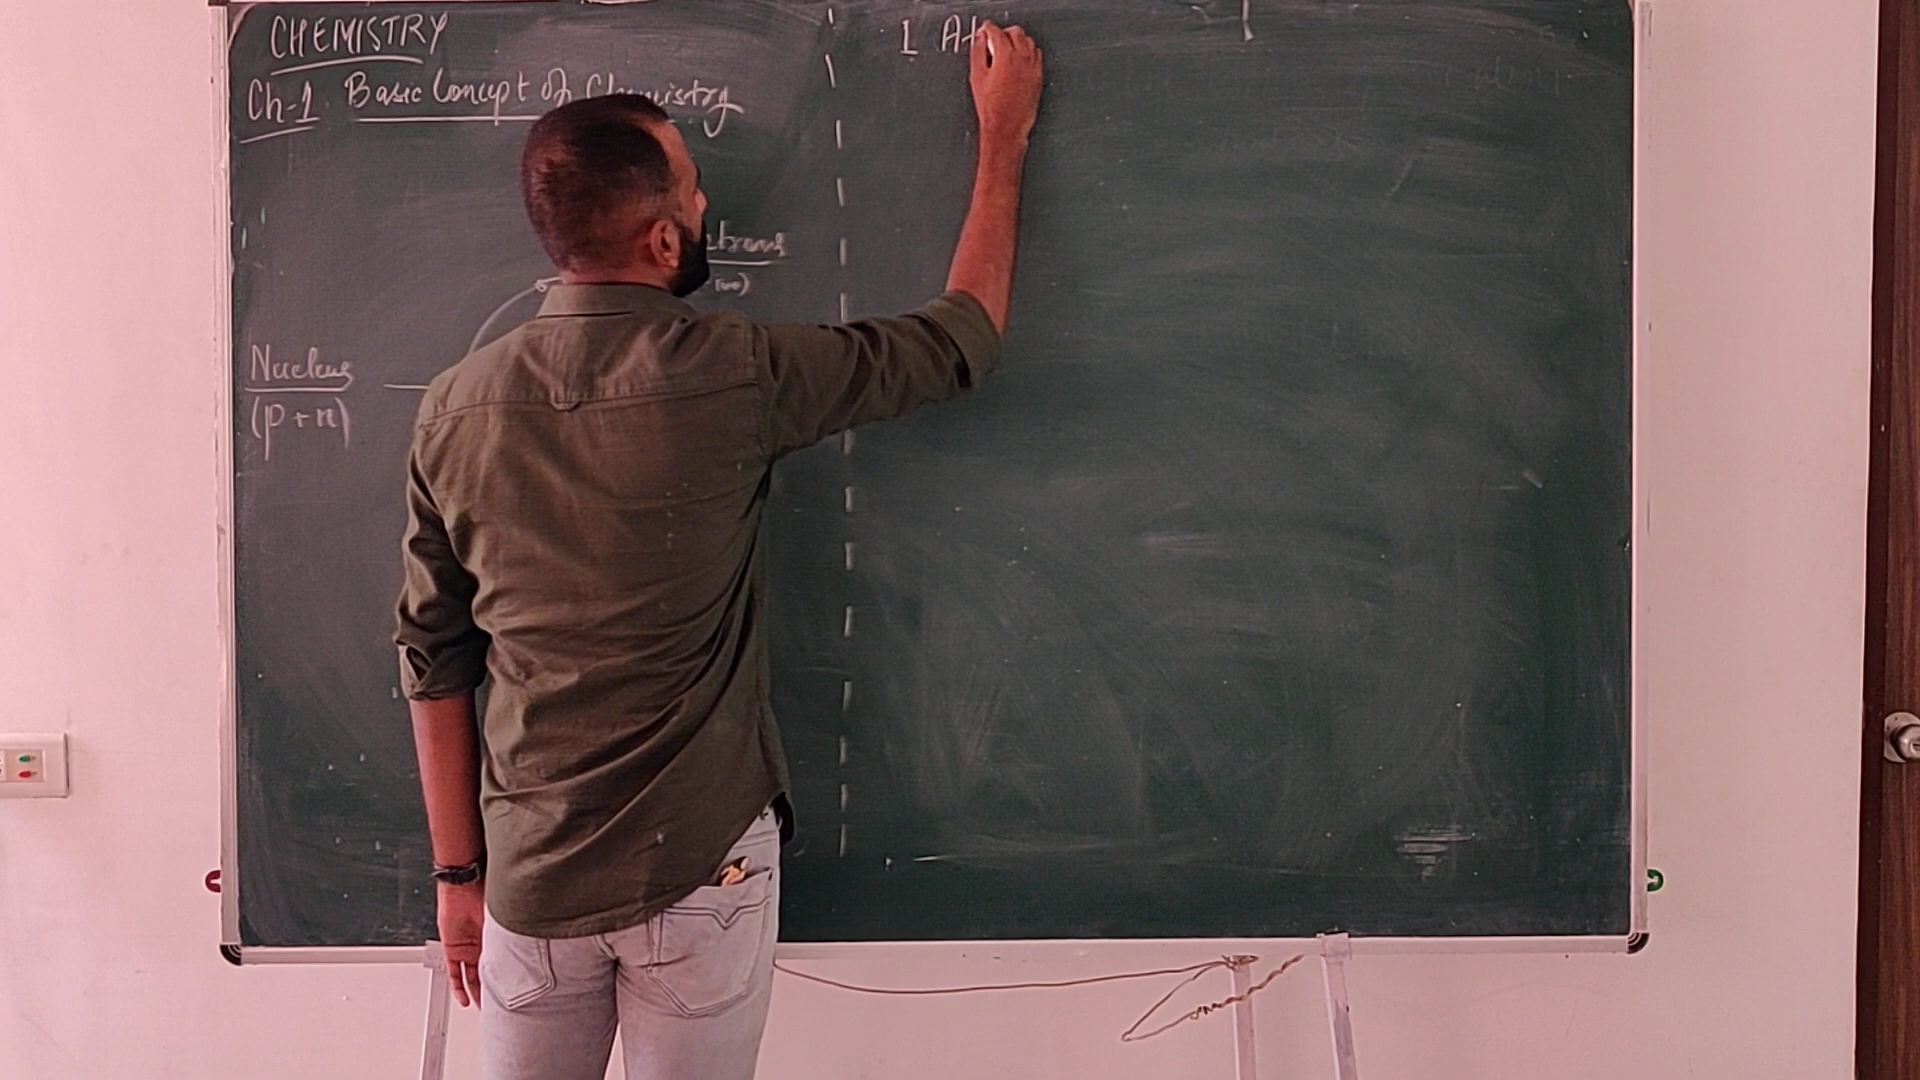 CHEMISTRY
Ch-1 Basic Concept of Chemistry
Nucleus
(p+n)
1 At